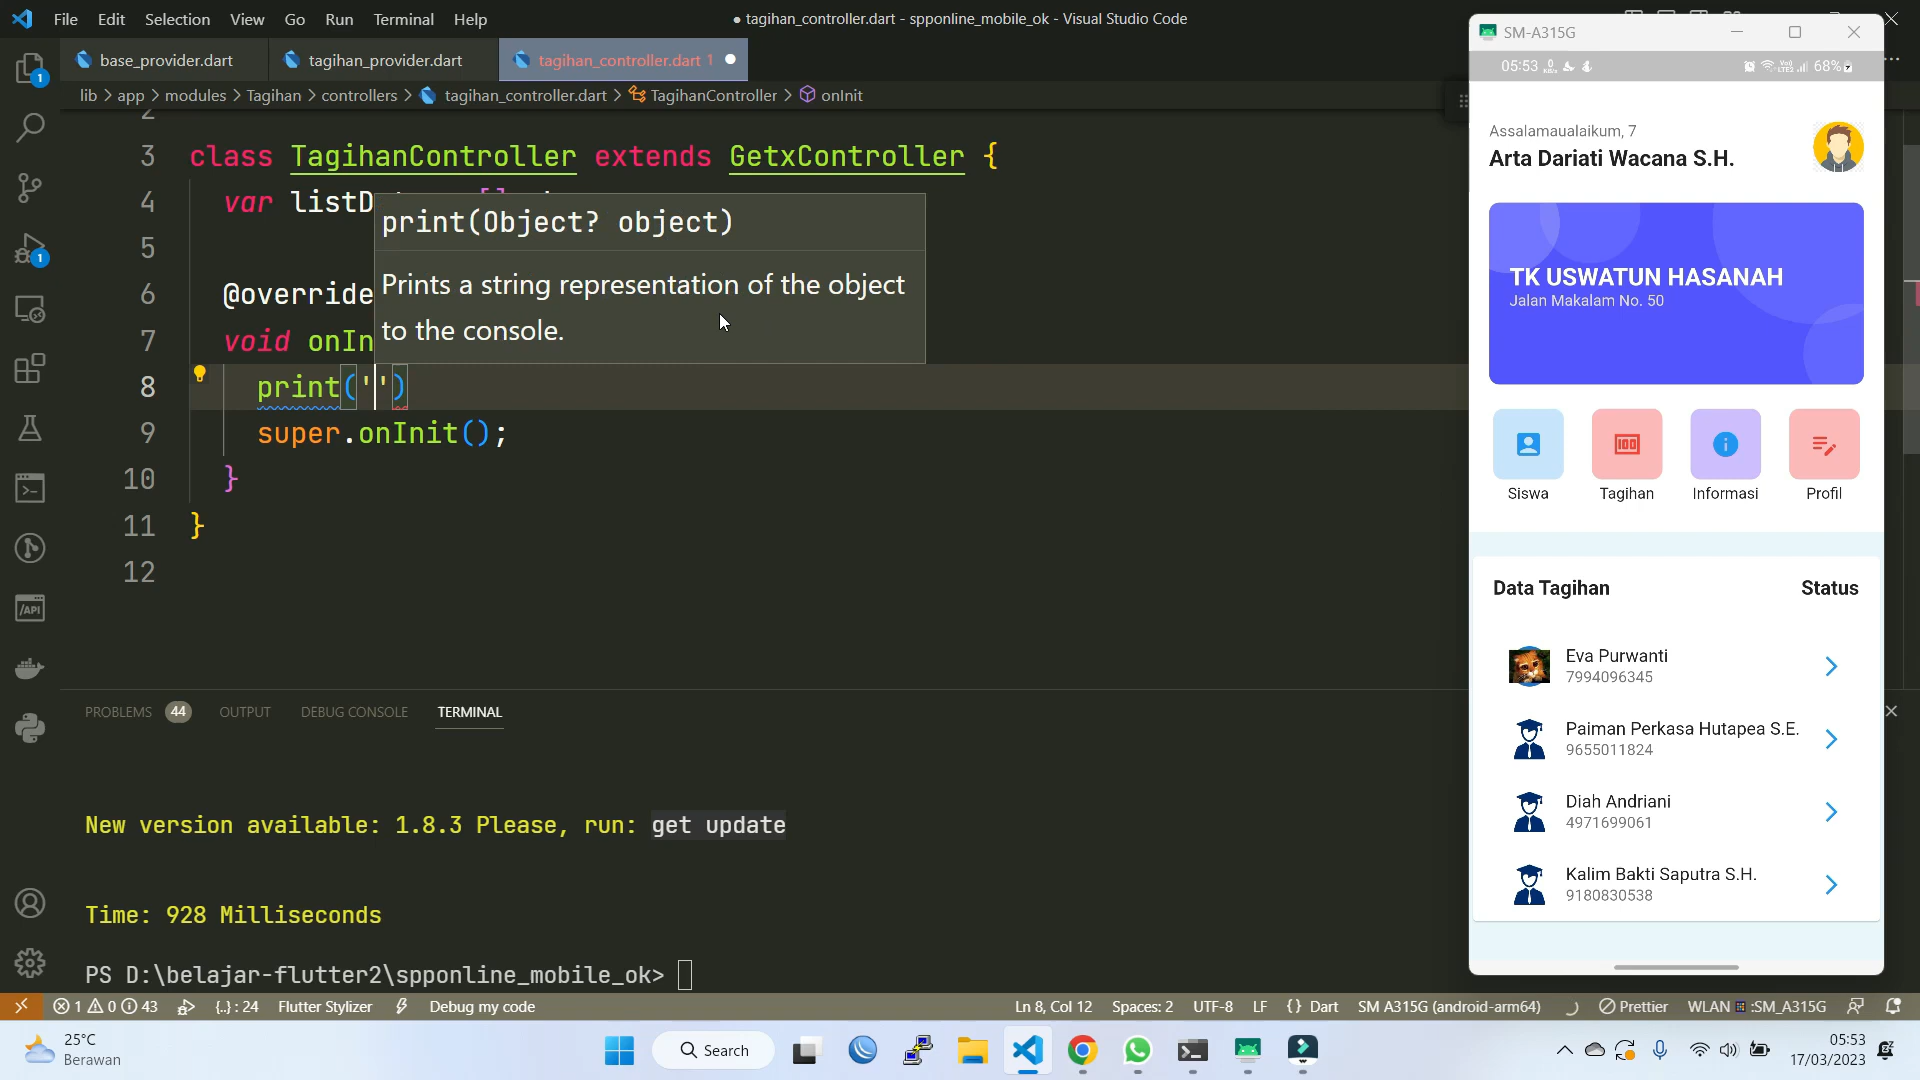 File Edit Selection View Go Run Terminal Help
● tagihan_controller.dart - spponline_mobile_ok - Visual Studio Code
base_provider.dart
tagihan_provider.dart
tagihan_controller.dart 1
lib > app > modules > Tagihan > controllers > tagihan_controller.dart > TagihanController > onInit
2
3 class TagihanController extends GetxController {
4 var listD
5
6 @override
7 void onIn
8 print('')
9 super.onInit();
10 }
11 }
12
print(Object? object)
Prints a string representation of the object
to the console.
PROBLEMS 44 OUTPUT DEBUG CONSOLE TERMINAL
New version available: 1.8.3 Please, run: get update
Time: 928 Milliseconds
PS D:\belajar-flutter2\spponline_mobile_ok>
1 0 43 {..} : 24 Flutter Stylizer Debug my code
Ln 8, Col 12 Spaces: 2 UTF-8 LF {} Dart SM A315G (android-arm64) Prettier WLAN :SM_A315G
1
1
/API
SM-A315G
05:53 68%
Assalamaualaikum, 7
Arta Dariati Wacana S.H.
TK USWATUN HASANAH
Jalan Makalam No. 50
Siswa Tagihan Informasi Profil
Data Tagihan Status
Eva Purwanti
7994096345
Paiman Perkasa Hutapea S.E.
9655011824
Diah Andriani
4971699061
Kalim Bakti Saputra S.H.
9180830538
25°C
Berawan
Search
05:53
17/03/2023